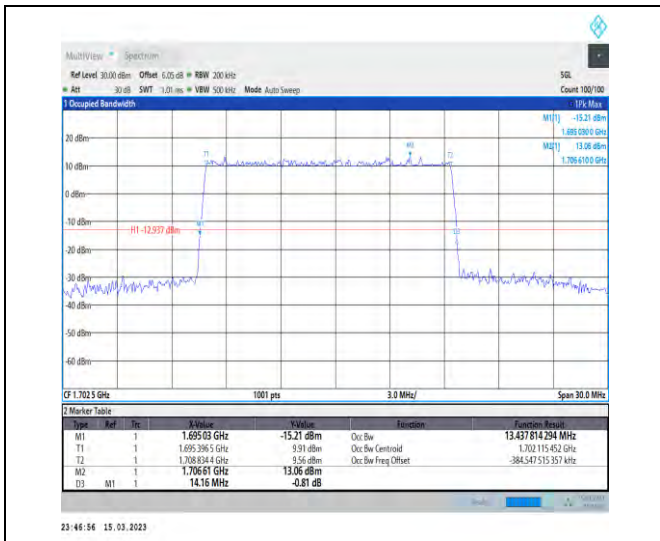 MultiView Spectrum
Ref Level 30.00 dBm Offset 6.05 dB RBW 200 kHz SGL
Att 30 dB SWT 1.01 ms VBW 500 kHz Mode Auto Sweep Count 100/100
1 Occupied Bandwidth 1Pk Max
M1[1] -15.21 dBm
1.695 0300 GHz
M2[1] 13.06 dBm
1.706 6100 GHz
20 dBm
10 dBm
0 dBm
-10 dBm
-20 dBm
-30 dBm
-40 dBm
-50 dBm
-60 dBm
H1 -12.937 dBm
T1
M2
T2
M1
D3
CF 1.702 5 GHz 1001 pts 3.0 MHz/ Span 30.0 MHz
2 Marker Table
Type Ref Trc X-Value Y-Value Function Function Result
M1 1 1.695 03 GHz -15.21 dBm Occ Bw 13.437 814 294 MHz
T1 1 1.695 396 5 GHz 9.91 dBm Occ Bw Centroid 1.702 115 452 GHz
T2 1 1.708 834 4 GHz 9.56 dBm Occ Bw Freq Offset -384.547 515 357 kHz
M2 1 1.706 61 GHz 13.06 dBm
D3 M1 1 14.16 MHz -0.81 dB
23:46:56 15.03.2023